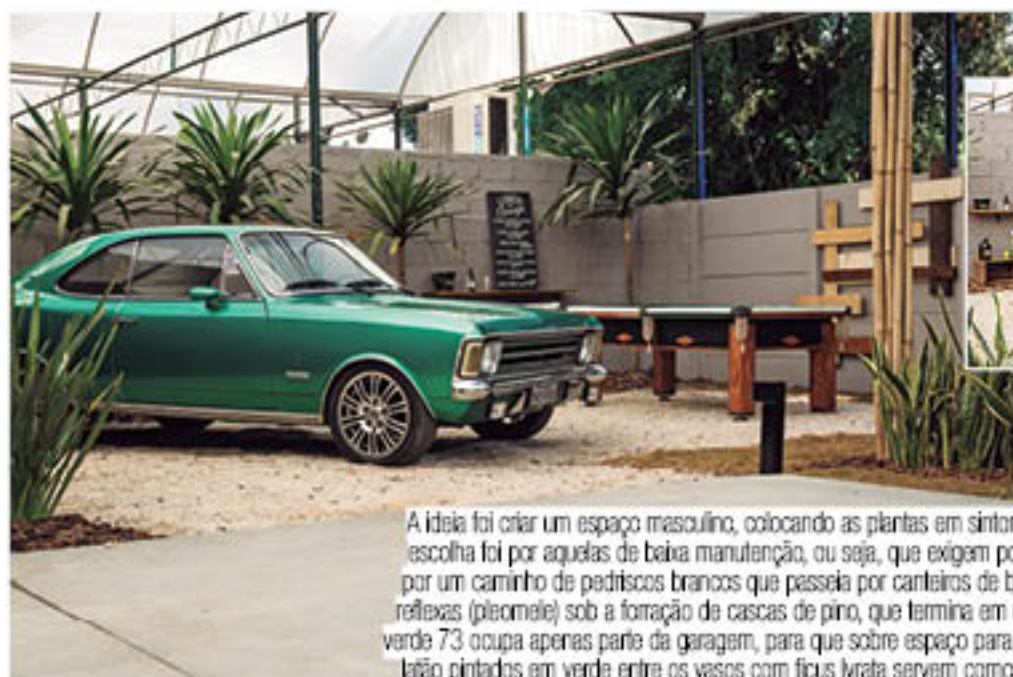 A ideia foi criar um espaço masculino, colocando as plantas em
escolha foi por aquelas de baixa manutenção, ou seja, que exigem
por um caminho de pedriscos brancos que passeia por canteiros de
reflexas (pleomele) sob a forração de cascas de pino, que termina em
verde 73 ocupa apenas parte da garagem, para que sobre espaço para
latão pintados em verde entre os vasos com ficus lyrata servem como